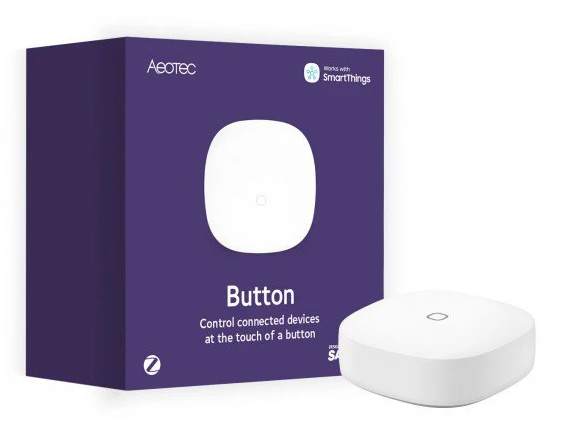 AEOTEC
Works with
SmartThings
Button
Control connected devices
at the touch of a button